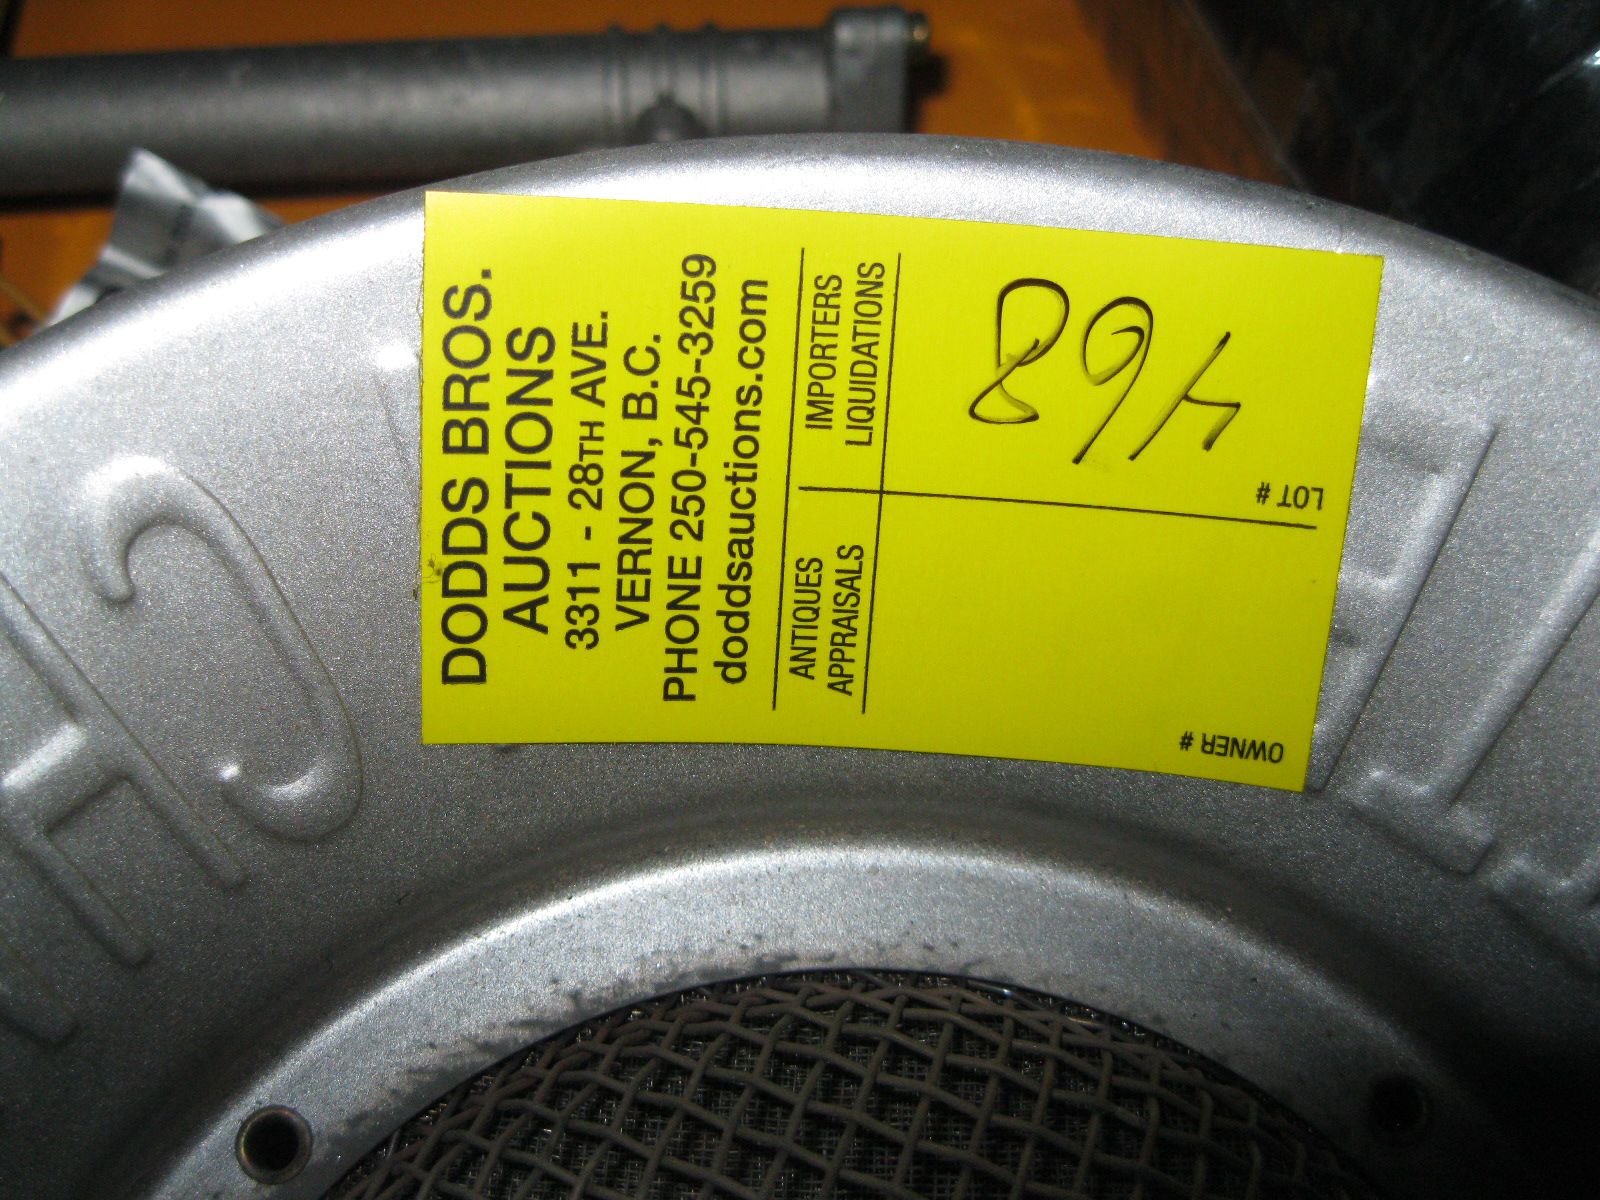 DODDS BROS.
AUCTIONS
3311 - 28TH AVE.
VERNON, B.C.
PHONE 250-545-3259
doddsauctions.com
ANTIQUES IMPORTERS
APPRAISALS LIQUIDATIONS
LOT #
468
OWNER #